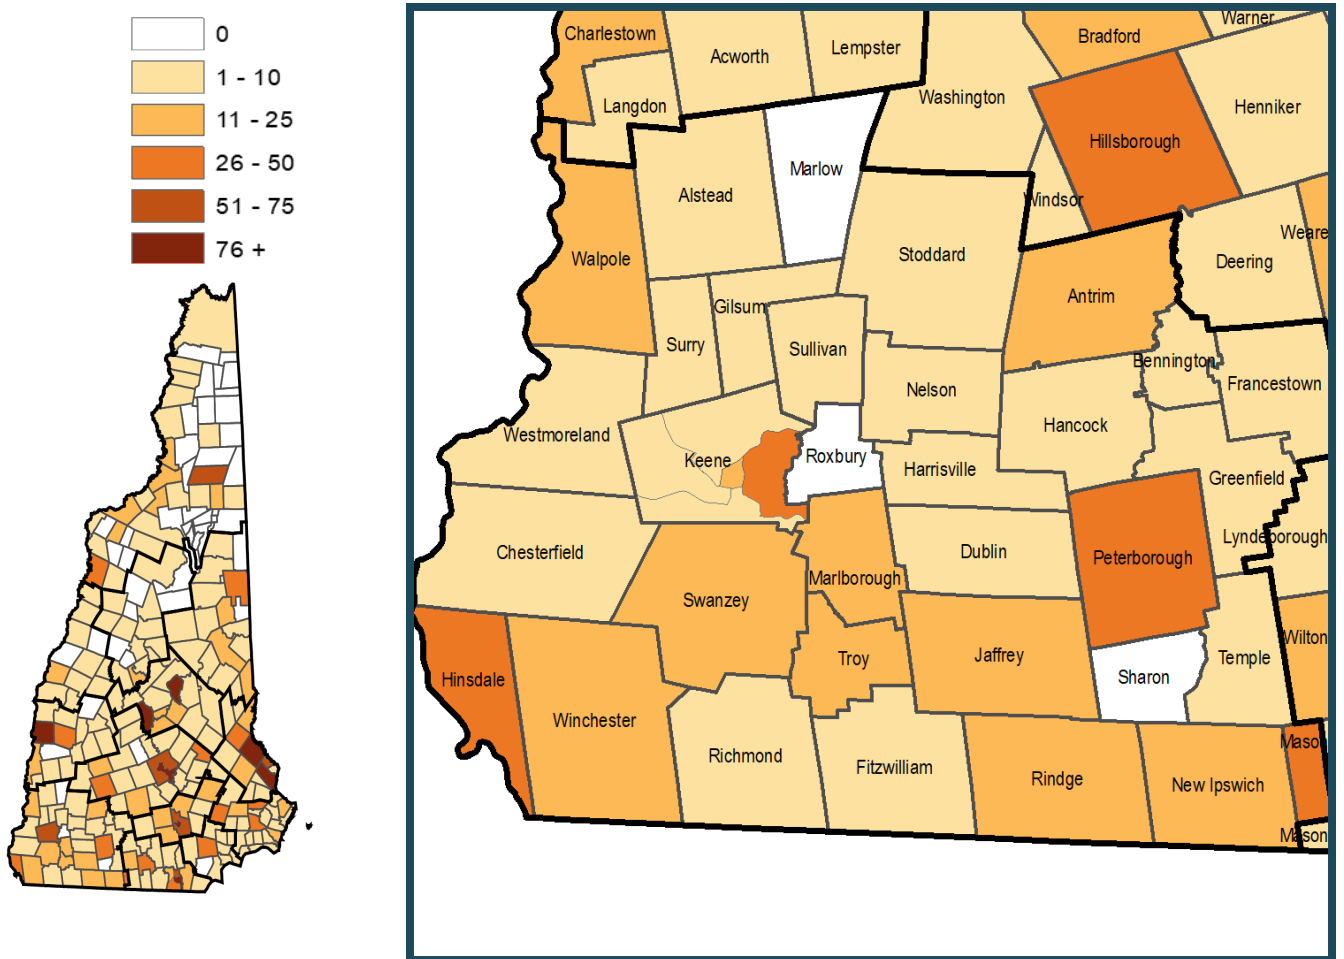 0
1 - 10
11 - 25
26 - 50
51 - 75
76 +
Charlestown
Acworth
Lempster
Bradford
Warner
Langdon
Washington
Henniker
Hillsborough
Marlow
Alstead
Windsor
Weare
Walpole
Stoddard
Deering
Antrim
Gilsum
Surry
Sullivan
Bennington
Francestown
Nelson
Hancock
Westmoreland
Keene
Roxbury
Harrisville
Greenfield
Lyndeborough
Chesterfield
Dublin
Peterborough
Marlborough
Swanzey
Wilton
Troy
Jaffrey
Temple
Sharon
Hinsdale
Winchester
Richmond
Fitzwilliam
Rindge
New Ipswich
Maso
Mason